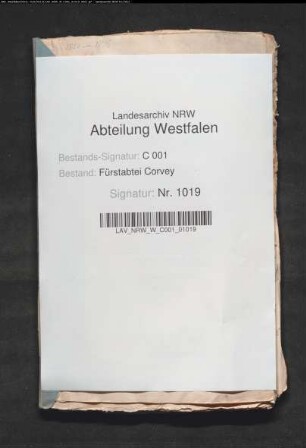 Landesarchiv NRW
Abteilung Westfalen
Bestands-Signatur: C 001
Bestand: Fürstabtei Corvey
Signatur: Nr. 1019
LAV_NRW_W_C001_01019